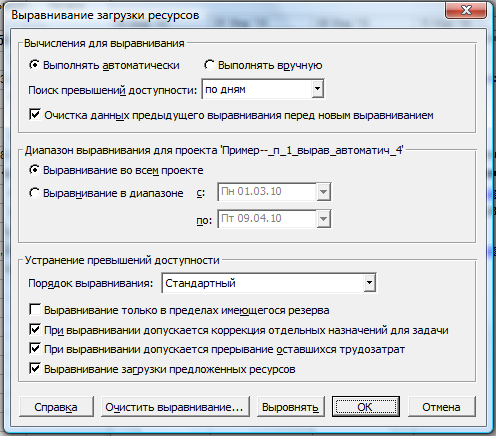 Выравнивание загрузки ресурсов
Вычисления для выравнивания
Выполнять автоматически
Выполнять вручную
Поиск превышений доступности:
по дням
Очистка данных предыдущего выравнивания перед новым выравниванием
Диапазон выравнивания для проекта 'Пример--_п_1_вырав_автоматич_4'
Выравнивание во всем проекте
Выравнивание в диапазоне
с:
Пн 01.03.10
по:
Пт 09.04.10
Устранение превышений доступности
Порядок выравнивания:
Стандартный
Выравнивание только в пределах имеющегося резерва
При выравнивании допускается коррекция отдельных назначений для задачи
При выравнивании допускается прерывание оставшихся трудозатрат
Выравнивание загрузки предложенных ресурсов
Справка
Очистить выравнивание...
Выровнять
OK
Отмена